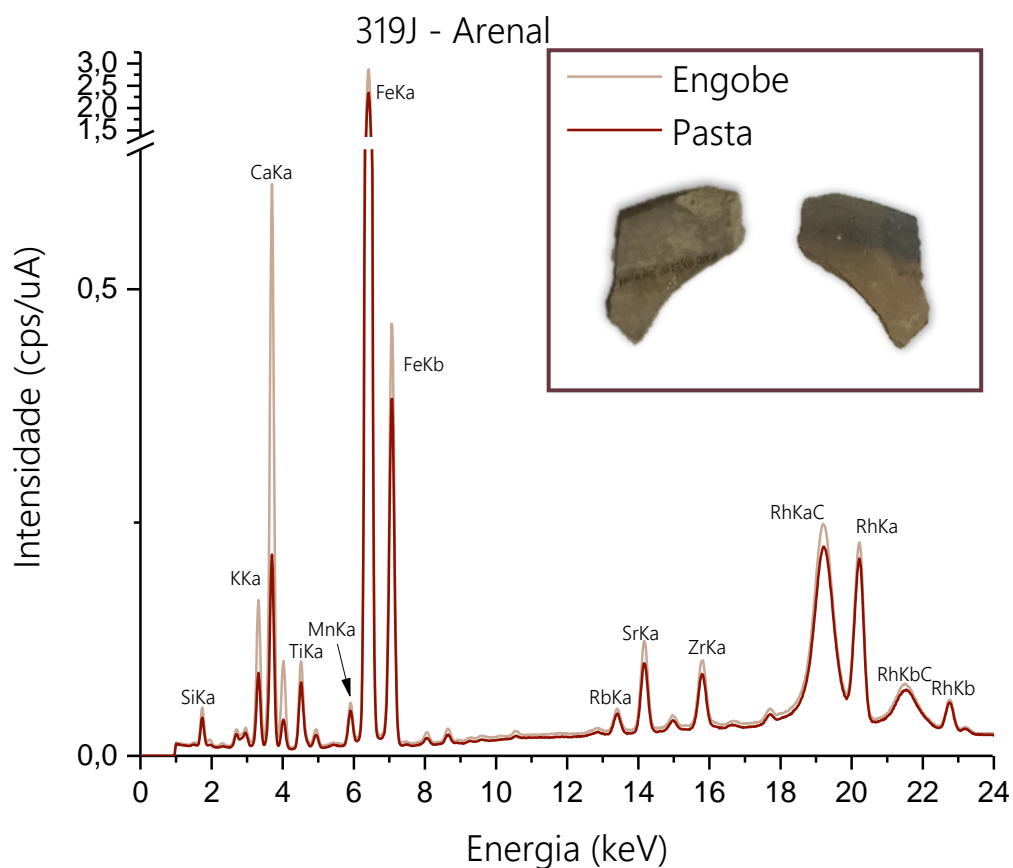 319J - Arenal
Engobe
Pasta
3,0
2,5
2,0
1,5
0,5
0,0
Intensidade (cps/uA)
SiKa
KKa
CaKa
TiKa
MnKa
FeKa
FeKb
RbKa
SrKa
ZrKa
RhKaC
RhKa
RhKbC
RhKb
0 2 4 6 8 10 12 14 16 18 20 22 24
Energia (keV)